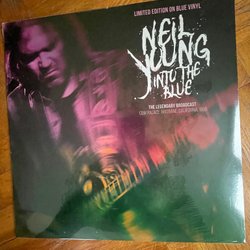 LIMITED EDITION ON BLUE VINYL
NEIL
YOUNG
INTO THE
BLUE
THE LEGENDARY BROADCAST